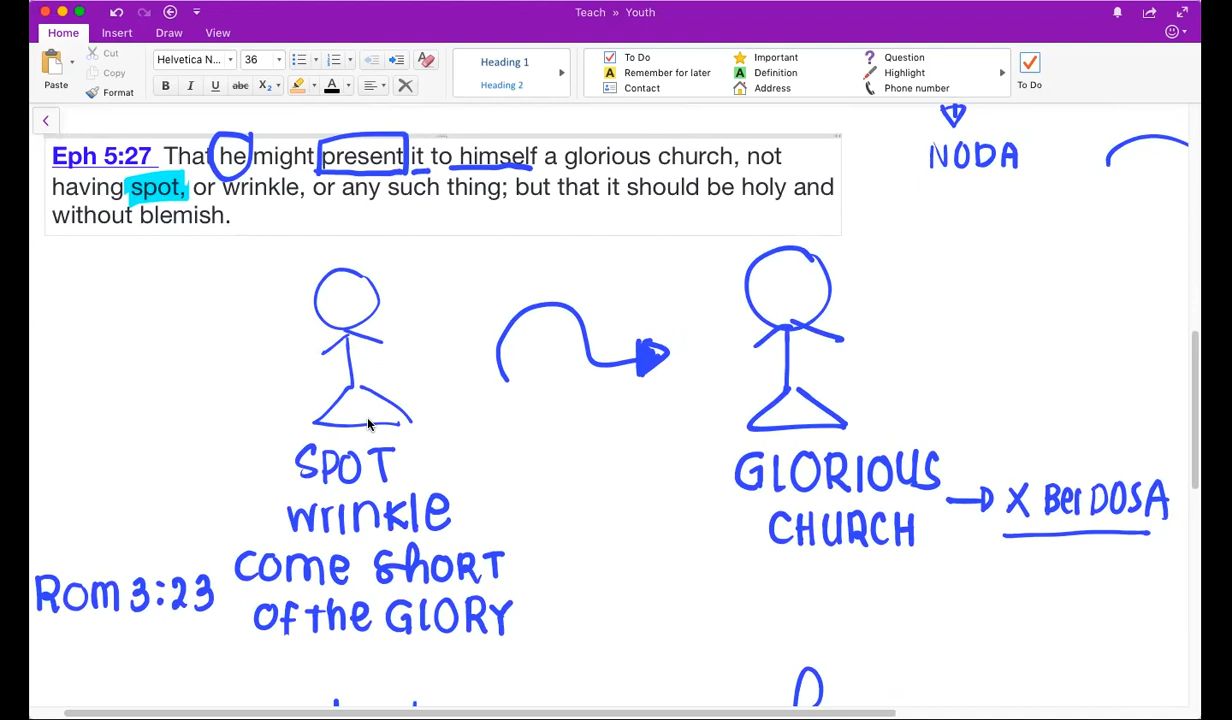 Teach » Youth
Home Insert Draw View
Cut
Copy
Paste Format
Helvetica N... 36
B I U abc X₂ A
Heading 1
Heading 2
To Do Important Question
Remember for later Definition Highlight
Contact Address Phone number
To Do
NODA
Eph 5:27 That he might present it to himself a glorious church, not
having spot, or wrinkle, or any such thing; but that it should be holy and
without blemish.
SPOT
wrinkle
come short
of the GLORY
Rom 3:23
GLORIOUS
CHURCH
X BerDOSA